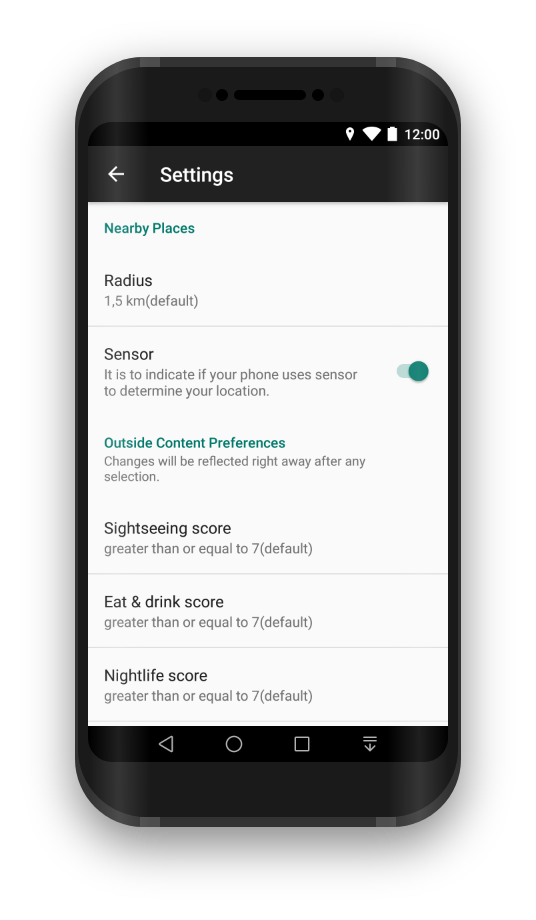 12:00
Settings
Nearby Places
Radius
1,5 km(default)
Sensor
It is to indicate if your phone uses sensor
to determine your location.
Outside Content Preferences
Changes will be reflected right away after any
selection.
Sightseeing score
greater than or equal to 7(default)
Eat & drink score
greater than or equal to 7(default)
Nightlife score
greater than or equal to 7(default)